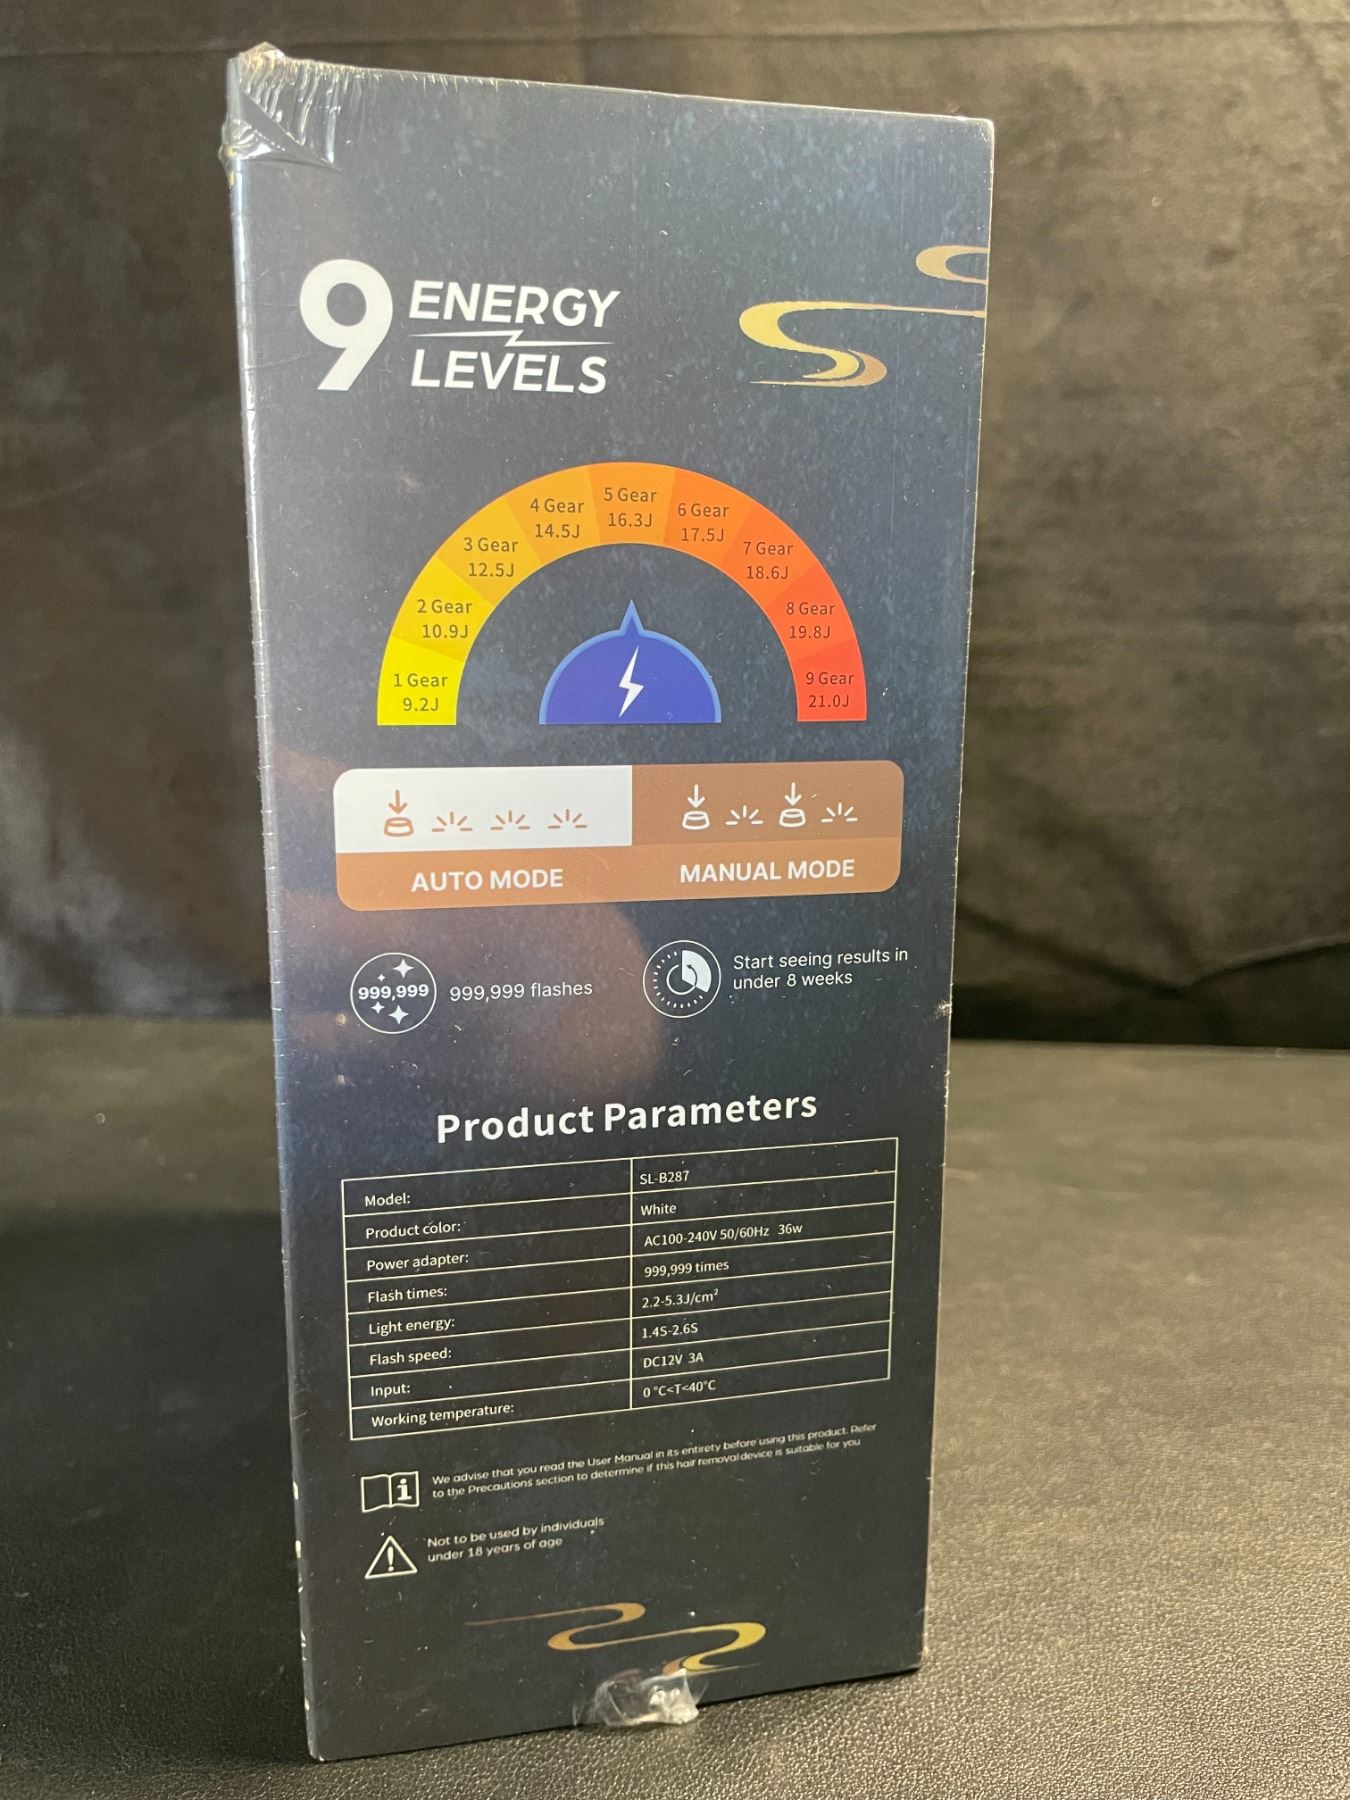 9 ENERGY
LEVELS
1 Gear
9.2J
2 Gear
10.9J
3 Gear
12.5J
4 Gear
14.5J
5 Gear
16.3J
6 Gear
17.5J
7 Gear
18.6J
8 Gear
19.8J
9 Gear
21.0J
AUTO MODE
MANUAL MODE
999,999
999,999 flashes
Start seeing results in
under 8 weeks
Product Parameters
Model: SL-B287
Product color: White
Power adapter: AC100-240V 50/60Hz 36w
Flash times: 999,999 times
Light energy: 2.2-5.3J/cm²
Flash speed: 1.4S-2.6S
Input: DC12V 3A
Working temperature: 0°C<T<40°C
We advise that you read the User Manual in its entirety before using this product. Refer
to the Precautions section to determine if this hair removal device is suitable for you
Not to be used by individuals
under 18 years of age